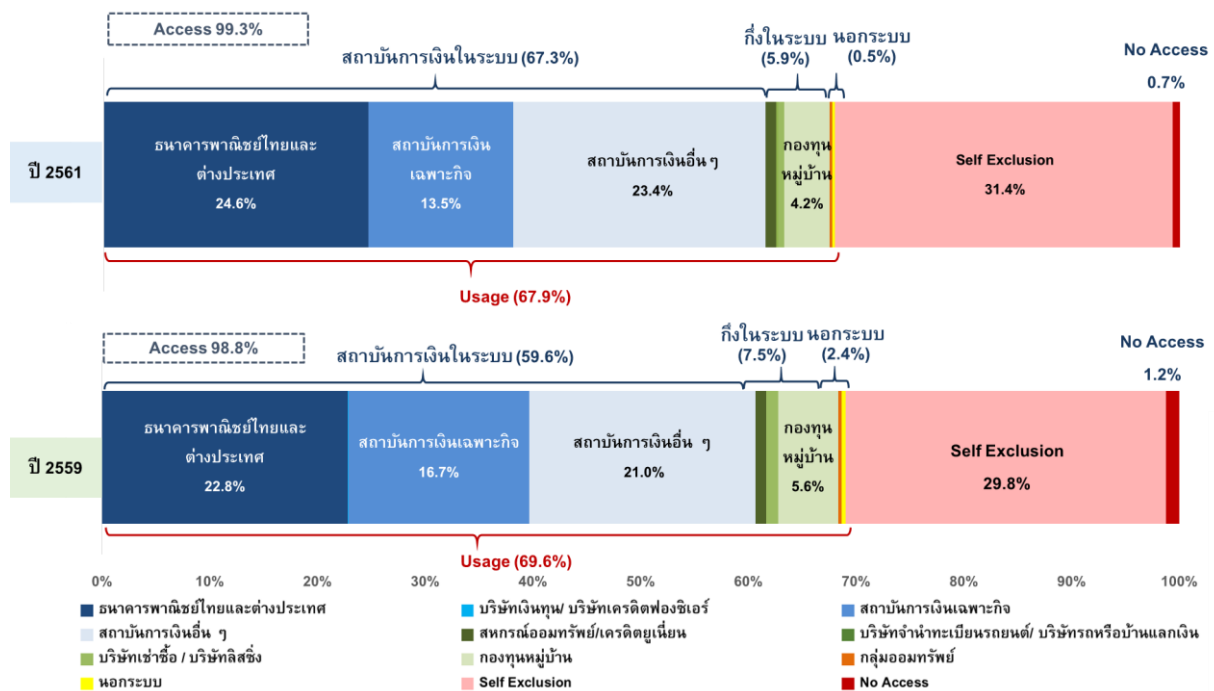 Access 99.3%
สถาบันการเงินในระบบ (67.3%)
กึ่งในระบบ
(5.9%)
นอกระบบ
(0.5%)
No Access
0.7%
ปี 2561
ธนาคารพาณิชย์ไทยและ
ต่างประเทศ
24.6%
สถาบันการเงิน
เฉพาะกิจ
13.5%
สถาบันการเงินอื่น ๆ
23.4%
กองทุน
หมู่บ้าน
4.2%
Self Exclusion
31.4%
Usage (67.9%)
Access 98.8%
สถาบันการเงินในระบบ (59.6%)
กึ่งในระบบ
(7.5%)
นอกระบบ
(2.4%)
No Access
1.2%
ปี 2559
ธนาคารพาณิชย์ไทยและ
ต่างประเทศ
22.8%
สถาบันการเงินเฉพาะกิจ
16.7%
สถาบันการเงินอื่น ๆ
21.0%
กองทุน
หมู่บ้าน
5.6%
Self Exclusion
29.8%
Usage (69.6%)
0% 10% 20% 30% 40% 50% 60% 70% 80% 90% 100%
ธนาคารพาณิชย์ไทยและต่างประเทศ
บริษัทเงินทุน/ บริษัทเครดิตฟองซิเอร์
สถาบันการเงินเฉพาะกิจ
สถาบันการเงินอื่น ๆ
สหกรณ์ออมทรัพย์/เครดิตยูเนี่ยน
บริษัทจำนำทะเบียนรถยนต์/ บริษัทรถหรือบ้านแลกเงิน
บริษัทเช่าซื้อ / บริษัทลิสซิ่ง
กองทุนหมู่บ้าน
กลุ่มออมทรัพย์
นอกระบบ
Self Exclusion
No Access